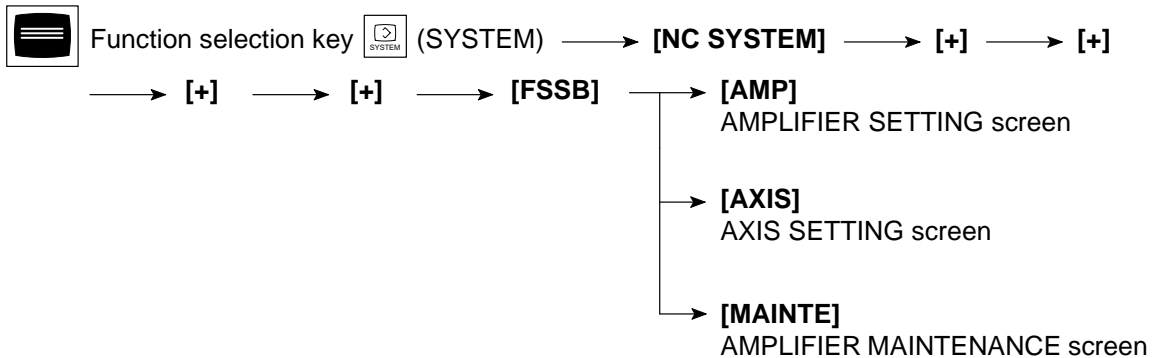 Function selection key SYSTEM (SYSTEM) [NC SYSTEM] [+] [+]
[+] [+] [FSSB] [AMP]
AMPLIFIER SETTING screen
[AXIS]
AXIS SETTING screen
[MAINTE]
AMPLIFIER MAINTENANCE screen